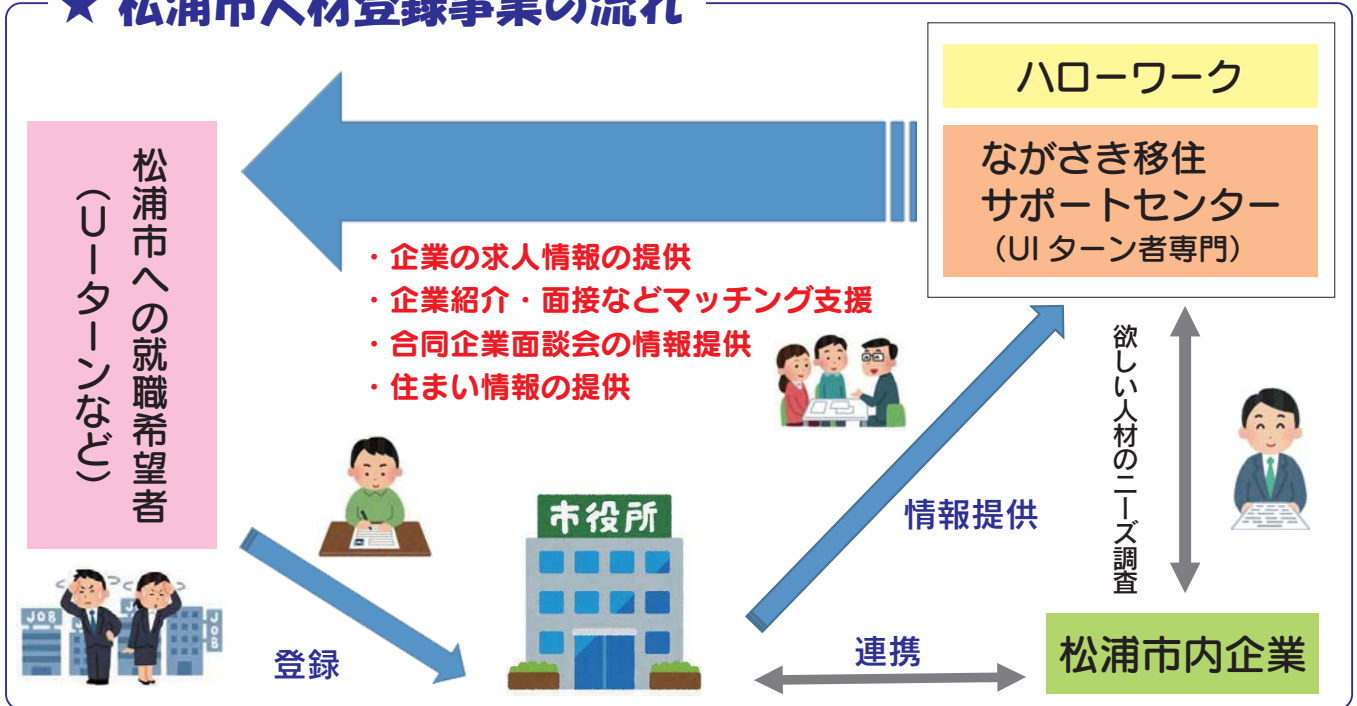 ★ 松浦市人材登録事業の流れ
ハローワーク
ながさき移住
サポートセンター
（UIターン者専門）
松浦市への就職希望者
（Uーターンなど）
・企業の求人情報の提供
・企業紹介・面接などマッチング支援
・合同企業面談会の情報提供
・住まい情報の提供
欲しい人材のニーズ調査
市役所
情報提供
JOB
JOB
JOB
登録
連携
松浦市内企業